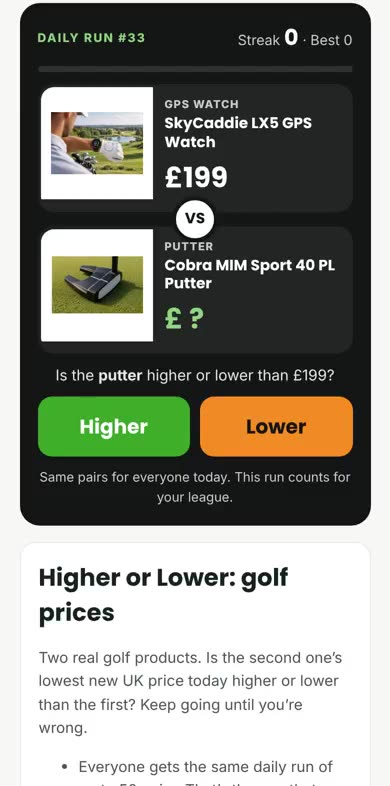 DAILY RUN #33
Streak 0 · Best 0
GPS WATCH
SkyCaddie LX5 GPS
Watch
£199
VS
PUTTER
Cobra MIM Sport 40 PL
Putter
£ ?
Is the putter higher or lower than £199?
Higher
Lower
Same pairs for everyone today. This run counts for
your league.
Higher or Lower: golf
prices
Two real golf products. Is the second one’s
lowest new UK price today higher or lower
than the first? Keep going until you’re
wrong.
• Everyone gets the same daily run of